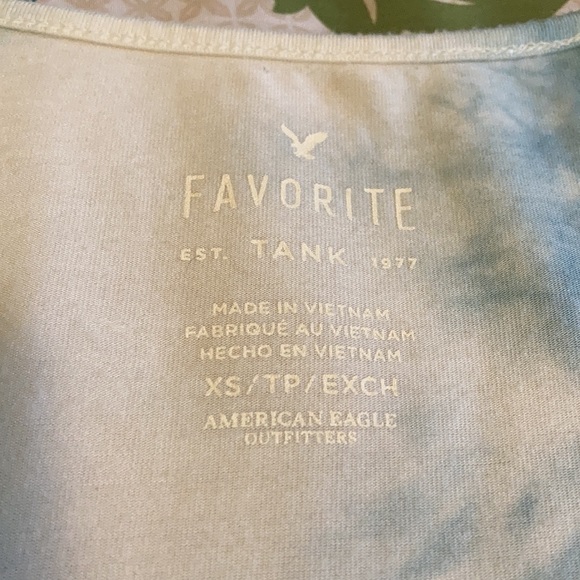 FAVORITE
EST. TANK 1977
MADE IN VIETNAM
FABRIQUÉ AU VIETNAM
HECHO EN VIETNAM
XS/TP/EXCH
AMERICAN EAGLE
OUTFITTERS